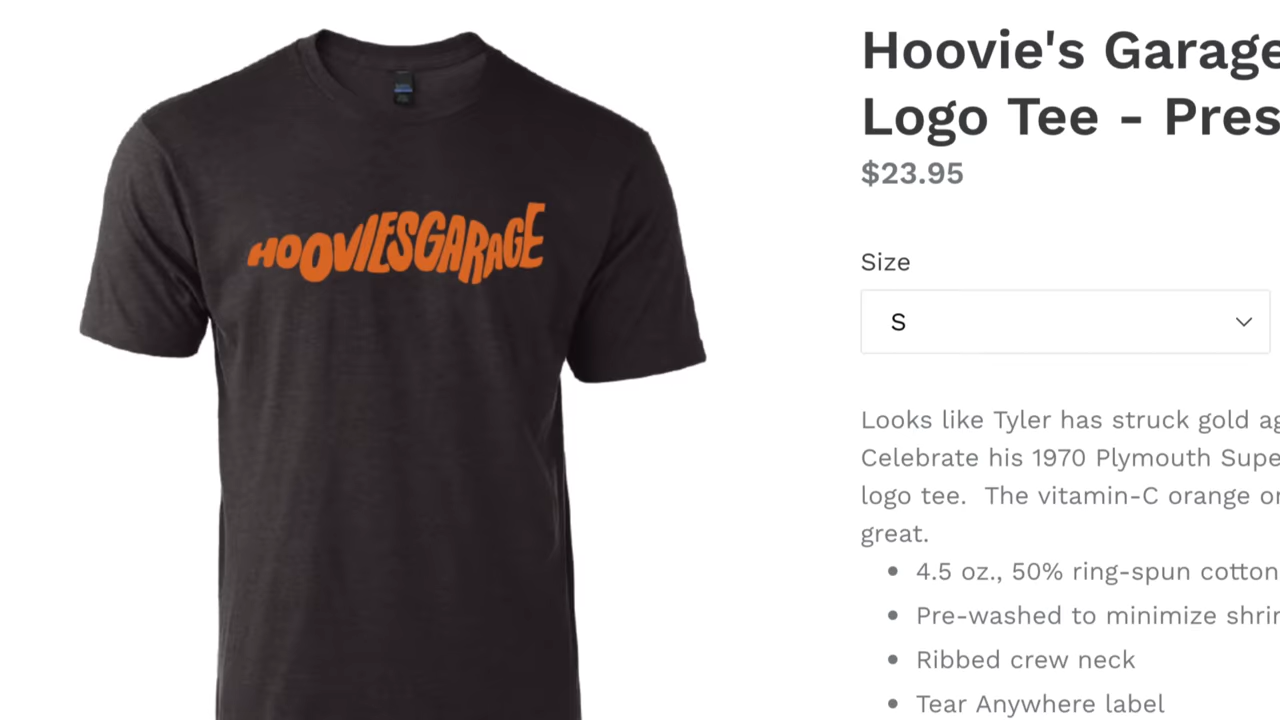 HOOVIESGARAGE
Hoovie's Garage
Logo Tee - Pres
$23.95
Size
S
Looks like Tyler has struck gold ag
Celebrate his 1970 Plymouth Supe
logo tee. The vitamin-C orange or
great.
4.5 oz., 50% ring-spun cotton
Pre-washed to minimize shrin
Ribbed crew neck
Tear Anywhere label